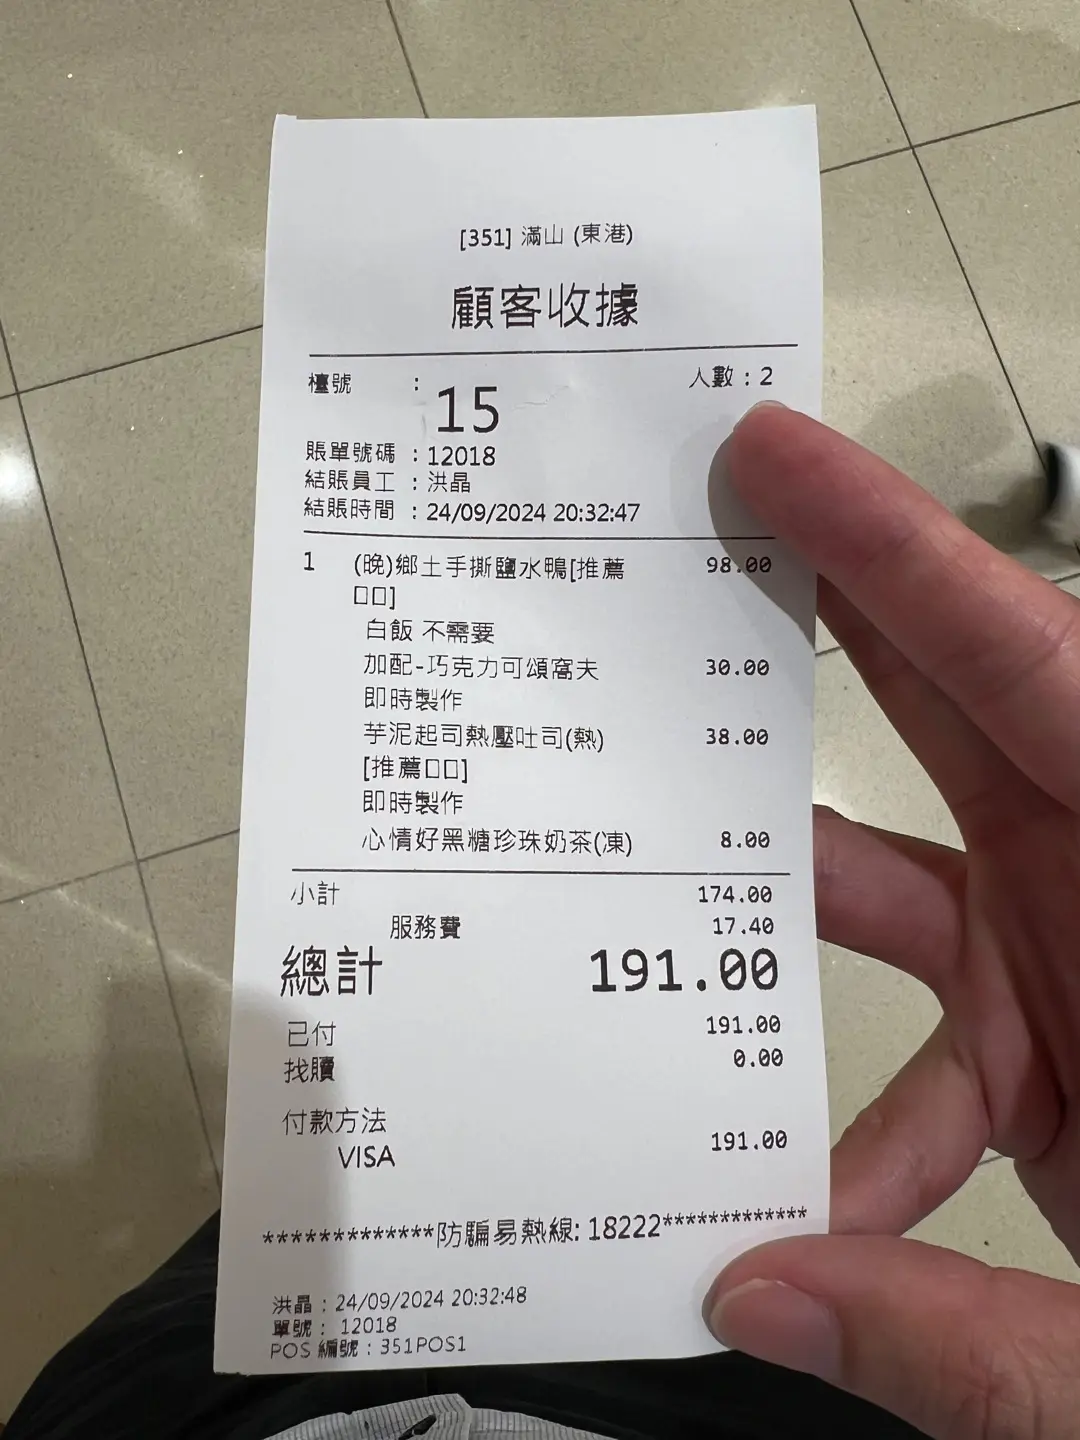 [351] 滿山 (東港)
顧客收據
檯號 : 15 人數 : 2
賬單號碼 : 12018
結賬員工 : 洪晶
結賬時間 : 24/09/2024 20:32:47
1 (晚)鄉土手撕鹽水鴨[推薦 98.00
□□]
白飯 不需要
加配-巧克力可頌窩夫 30.00
即時製作
芋泥起司熱壓吐司(熱) 38.00
[推薦□□]
即時製作
心情好黑糖珍珠奶茶(凍) 8.00
小計 174.00
服務費 17.40
總計 191.00
已付 191.00
找贖 0.00
付款方法
VISA 191.00
*************防騙易熱線: 18222*************
洪晶 : 24/09/2024 20:32:48
單號 : 12018
POS 編號 : 351POS1